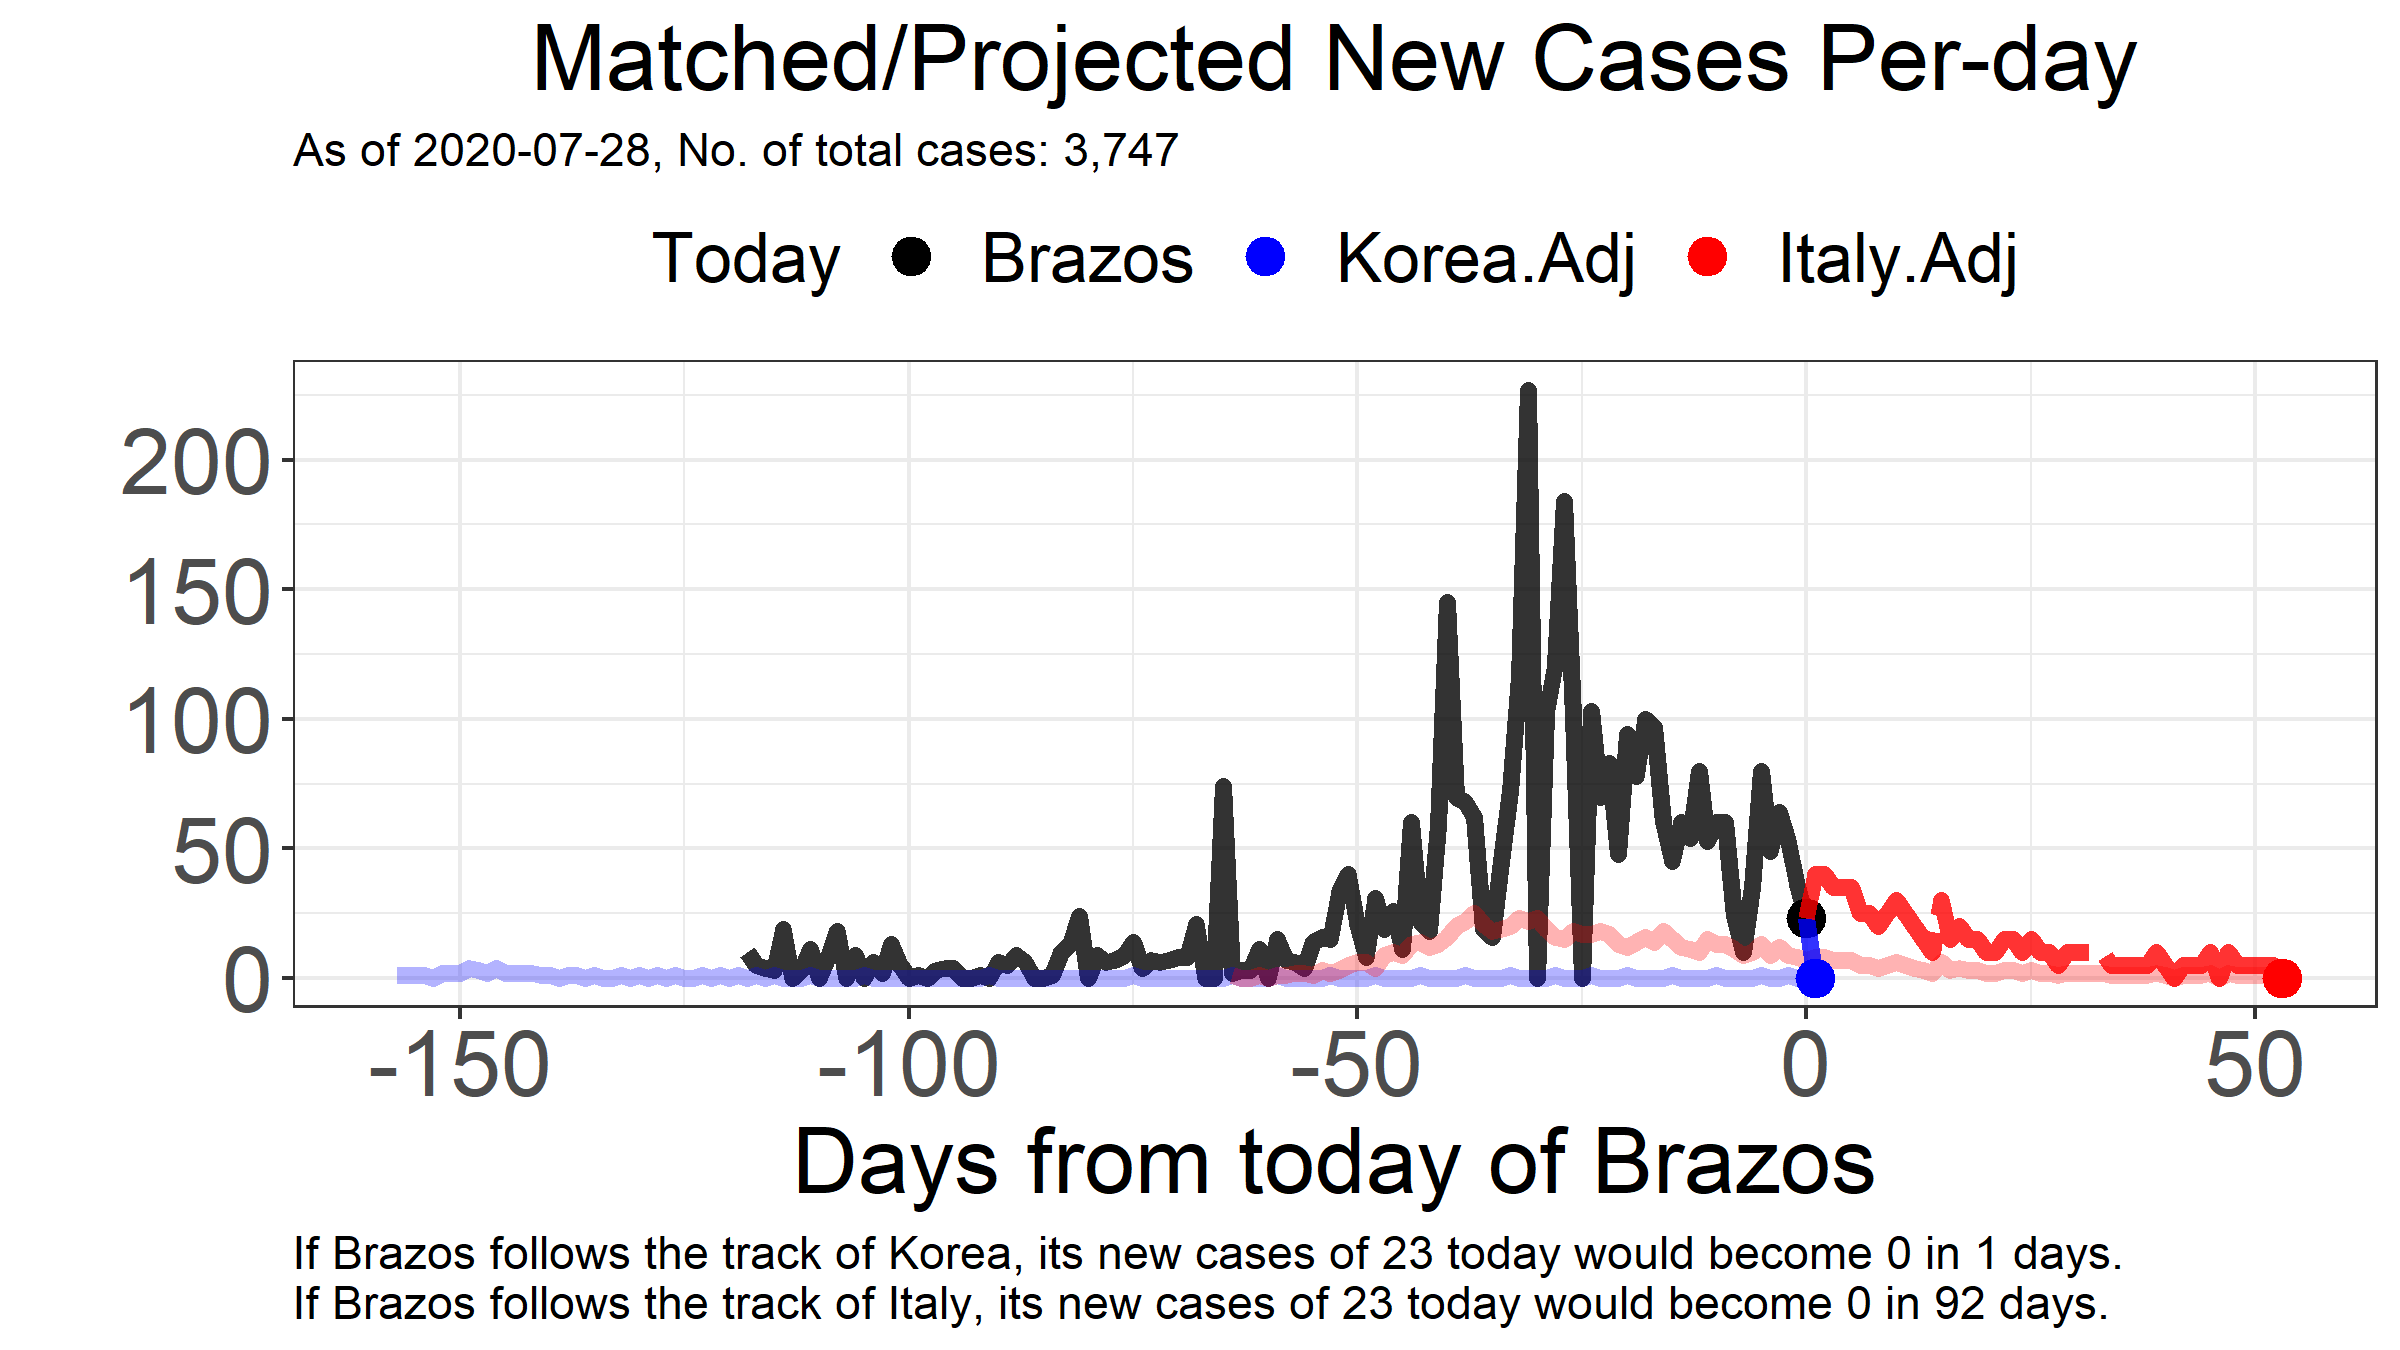 Matched/Projected New Cases Per-day
As of 2020-07-28, No. of total cases: 3,747
Today Brazos Korea.Adj Italy.Adj
200
150
100
50
0
-150 -100 -50 0 50
Days from today of Brazos
If Brazos follows the track of Korea, its new cases of 23 today would become 0 in 1 days.
If Brazos follows the track of Italy, its new cases of 23 today would become 0 in 92 days.